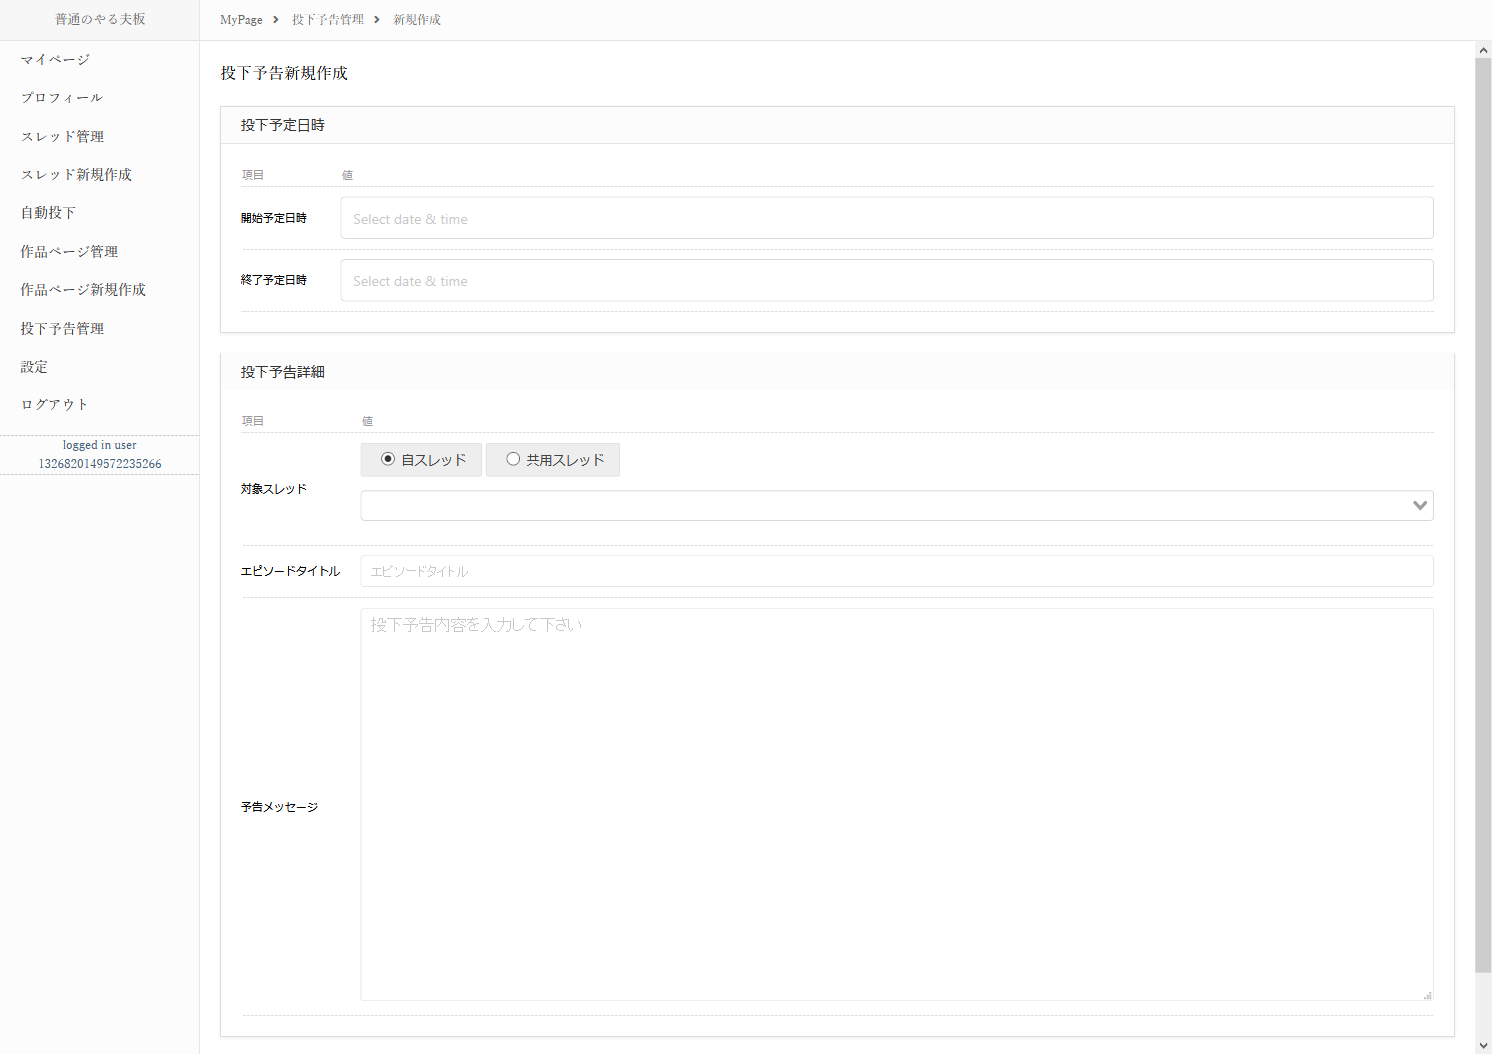 普通のやる夫板
MyPage
投下予告管理
新規作成
マイページ
プロフィール
スレッド管理
スレッド新規作成
自動投下
作品ページ管理
作品ページ新規作成
投下予告管理
設定
ログアウト
logged in user
1326820149572235266
投下予告新規作成
投下予定日時
項目 値
開始予定日時 Select date & time
終了予定日時 Select date & time
投下予告詳細
項目 値
自スレッド 共用スレッド
対象スレッド
エピソードタイトル エピソードタイトル
投下予告内容を入力して下さい
予告メッセージ